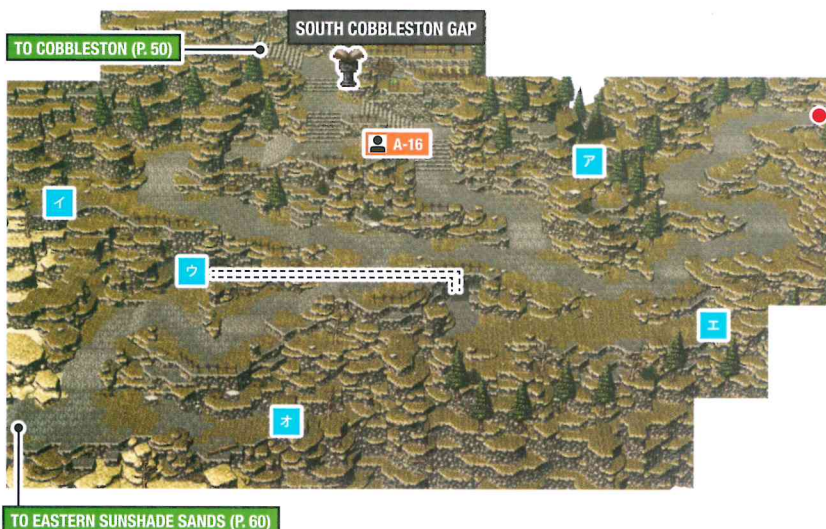 SOUTH COBBLESTON GAP
TO COBBLESTON (P. 50)
A-16
ア
イ
ウ
エ
オ
TO EASTERN SUNSHADE SANDS (P. 60)